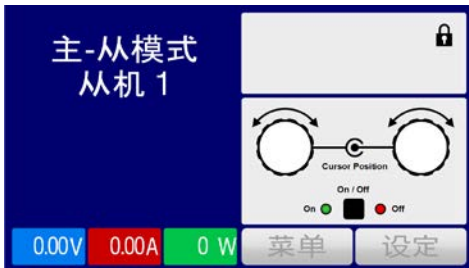 主-从模式
从机 1
Cursor Position
On / Off
On
Off
0.00V
0.00A
0 W
菜单
设定